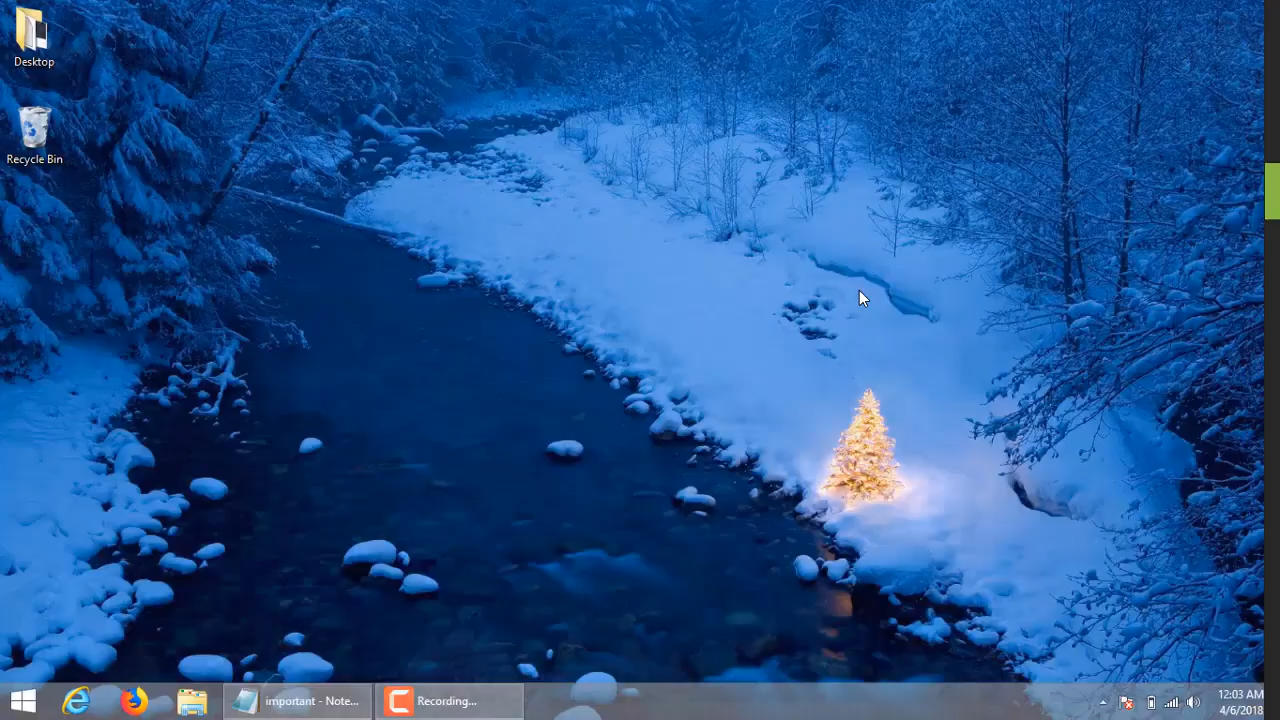 Desktop
Recycle Bin
important - Note...
Recording...
12:03 AM
4/6/2018